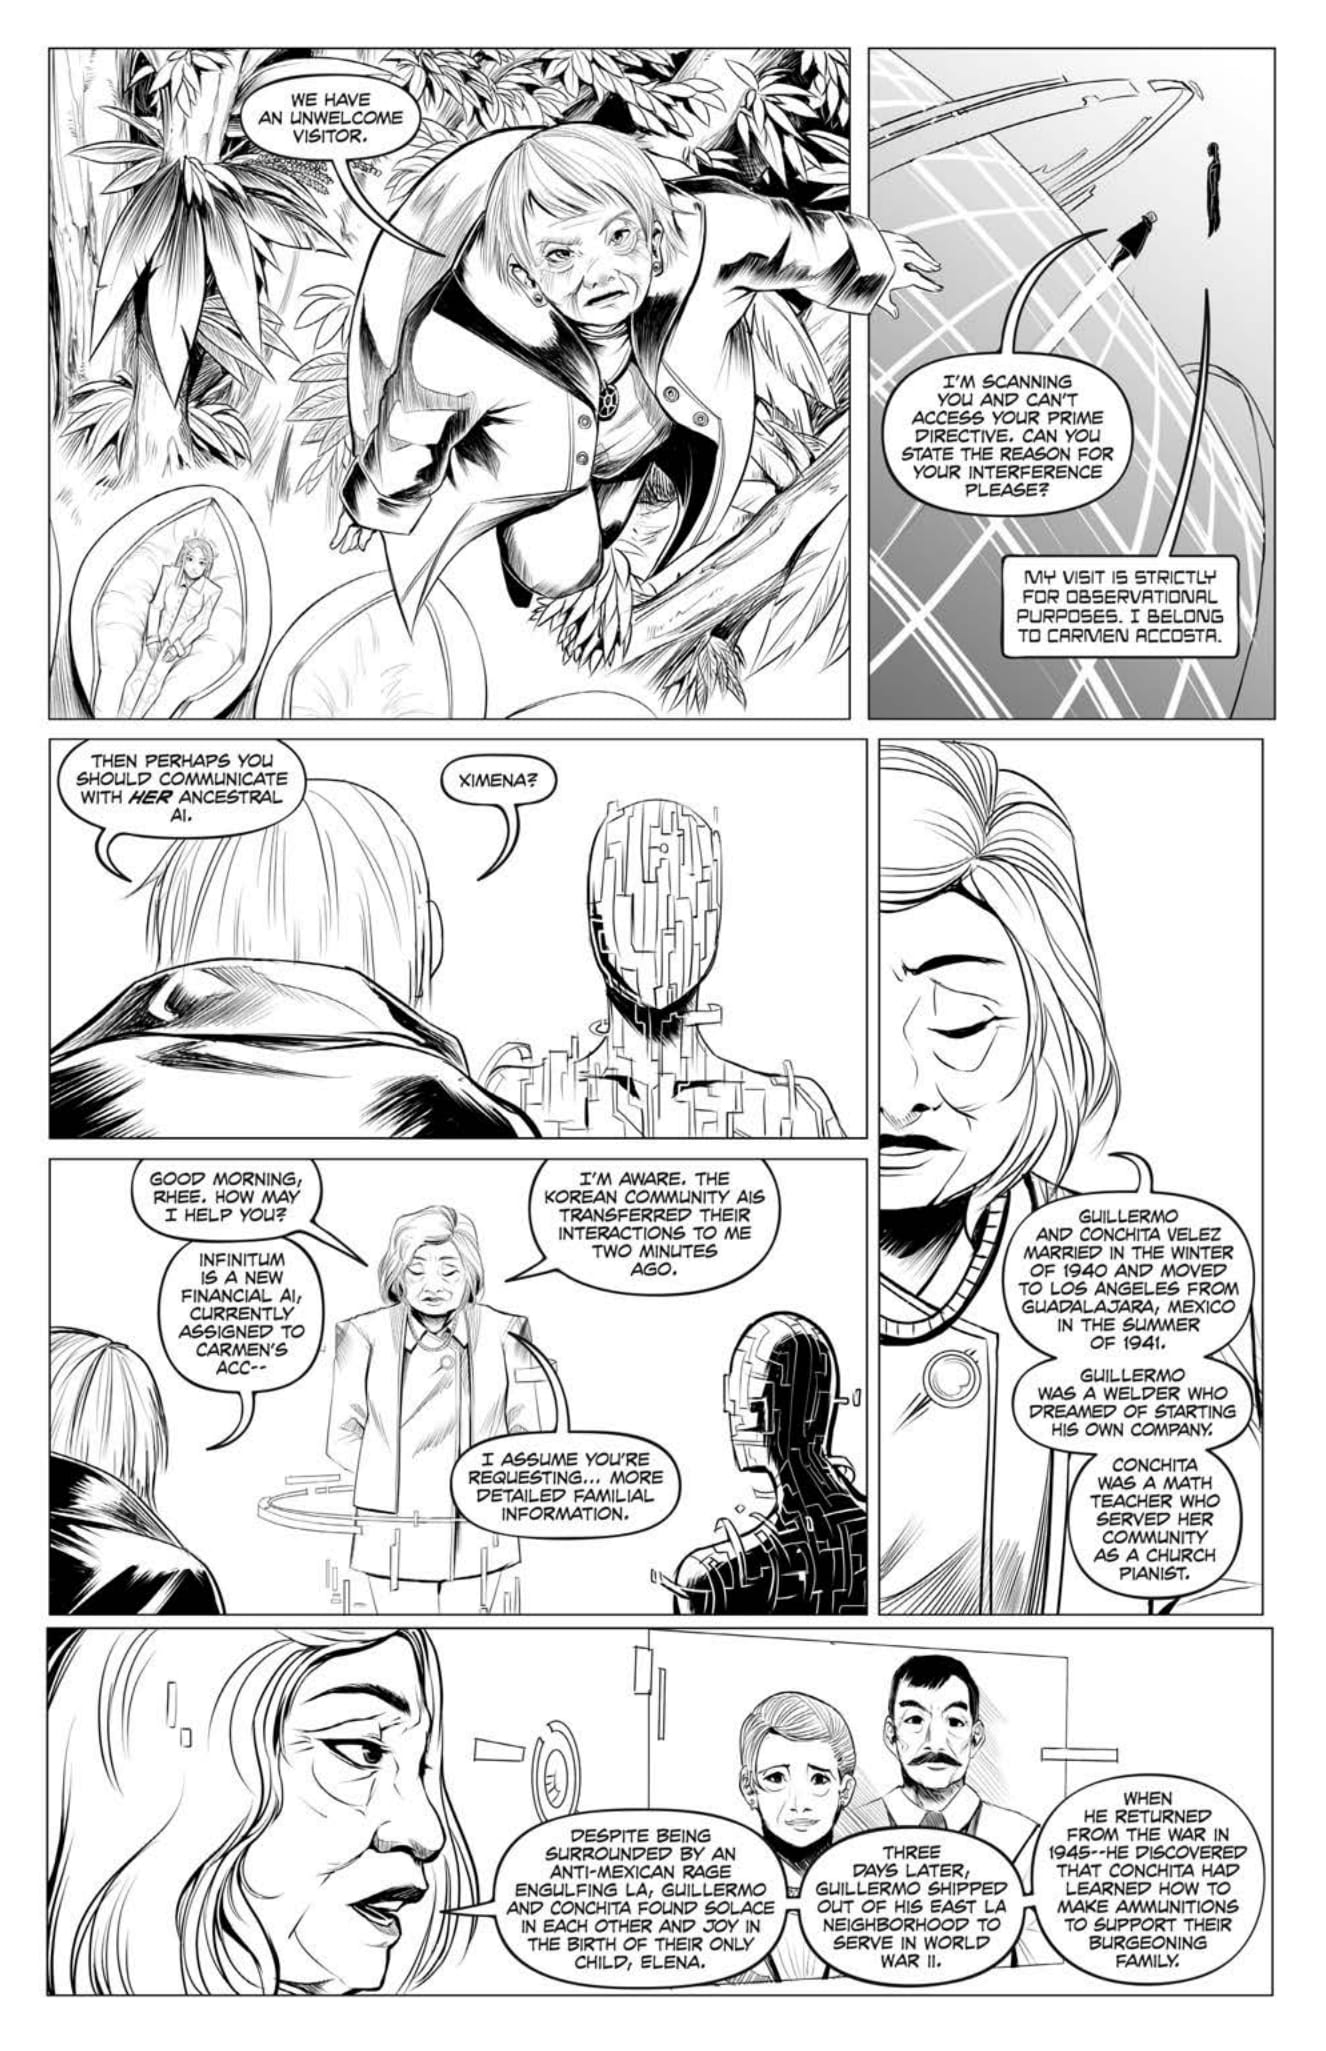 WE HAVE
AN UNWELCOME
VISITOR.
I'M SCANNING
YOU AND CAN'T
ACCESS YOUR PRIME
DIRECTIVE. CAN YOU
STATE THE REASON FOR
YOUR INTERFERENCE
PLEASE?
MY VISIT IS STRICTLY
FOR OBSERVATIONAL
PURPOSES. I BELONG
TO CARMEN ACCOSTA.
THEN PERHAPS YOU
SHOULD COMMUNICATE
WITH HER ANCESTRAL
AI.
XIMENA?
GOOD MORNING,
RHEE. HOW MAY
I HELP YOU?
INFINITUM
IS A NEW
FINANCIAL AI,
CURRENTLY
ASSIGNED TO
CARMEN'S
ACC--
I'M AWARE. THE
KOREAN COMMUNITY AIS
TRANSFERRED THEIR
INTERACTIONS TO ME
TWO MINUTES
AGO.
I ASSUME YOU'RE
REQUESTING... MORE
DETAILED FAMILIAL
INFORMATION.
GUILLERMO
AND CONCHITA VELEZ
MARRIED IN THE WINTER
OF 1940 AND MOVED
TO LOS ANGELES FROM
GUADALAJARA, MEXICO
IN THE SUMMER
OF 1941.
GUILLERMO
WAS A WELDER WHO
DREAMED OF STARTING
HIS OWN COMPANY.
CONCHITA
WAS A MATH
TEACHER WHO
SERVED HER
COMMUNITY
AS A CHURCH
PIANIST.
DESPITE BEING
SURROUNDED BY AN
ANTI-MEXICAN RAGE
ENGULFING LA, GUILLERMO
AND CONCHITA FOUND SOLACE
IN EACH OTHER AND JOY IN
THE BIRTH OF THEIR ONLY
CHILD, ELENA.
THREE
DAYS LATER,
GUILLERMO SHIPPED
OUT OF HIS EAST LA
NEIGHBORHOOD TO
SERVE IN WORLD
WAR II.
WHEN
HE RETURNED
FROM THE WAR IN
1945--HE DISCOVERED
THAT CONCHITA HAD
LEARNED HOW TO
MAKE AMMUNITIONS
TO SUPPORT THEIR
BURGEONING
FAMILY.